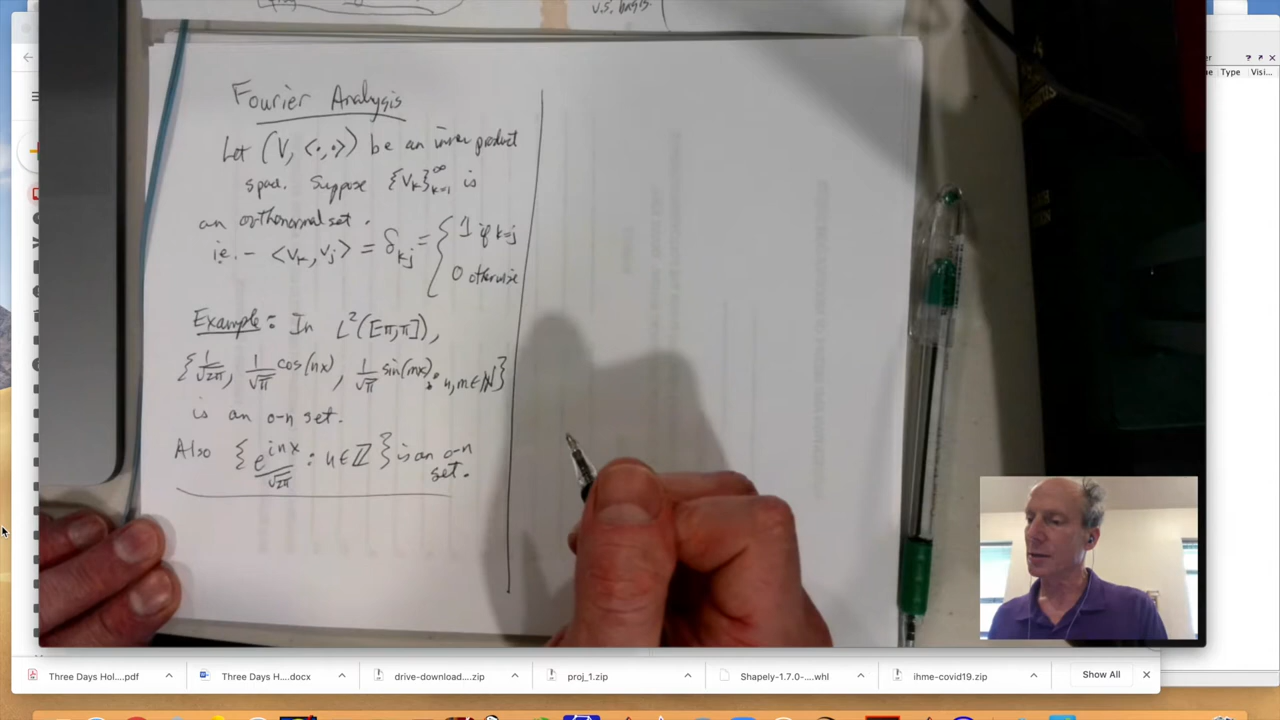 v.s. basis.
Fourier Analysis
Let (V, <·,·>) be an inner product
space. Suppose {v_k}_{k=1}^∞ is
an orthonormal set.
i.e.- <v_k, v_j> = δ_kj = { 1 if k=j
0 otherwise
Example: In L²([-π,π]),
{1/√2π, 1/√π cos(nx), 1/√π sin(mx): n,m∈ℕ}
is an o-n set.
Also {e^{inx}/√2π : n∈ℤ} is an o-n
set.
Type Visi...
Three Days Hol....pdf
Three Days H....docx
drive-download....zip
proj_1.zip
Shapely-1.7.0-....whl
ihme-covid19.zip
Show All